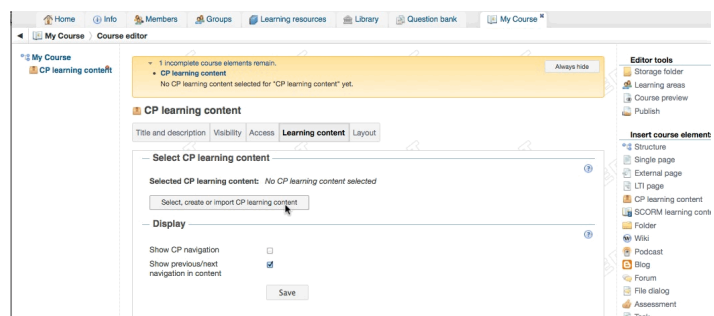 Home Info Members Groups Learning resources Library Question bank My Course
My Course Course editor
My Course
CP learning content
1 incomplete course elements remain.
CP learning content
No CP learning content selected for "CP learning content" yet.
Always hide
CP learning content
Title and description Visibility Access Learning content Layout
Select CP learning content
Selected CP learning content: No CP learning content selected
Select, create or import CP learning content
Display
Show CP navigation
Show previous/next
navigation in content
Save
Editor tools
Storage folder
Learning areas
Course preview
Publish
Insert course elements
Structure
Single page
External page
LTI page
CP learning content
SCORM learning conte
Folder
Wiki
Podcast
Blog
Forum
File dialog
Assessment